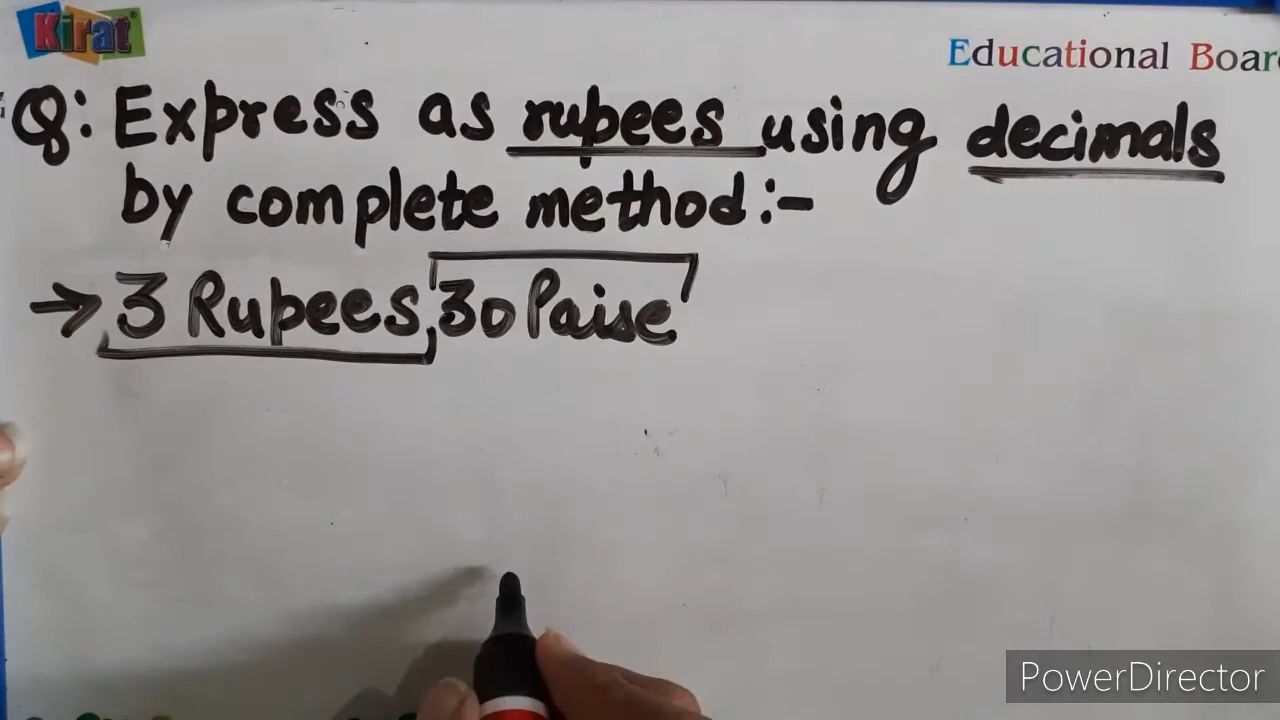 Kirat
Educational Boar
Q: Express as rupees using decimals
by complete method:-
→ 3 Rupees 30 Paise
PowerDirector